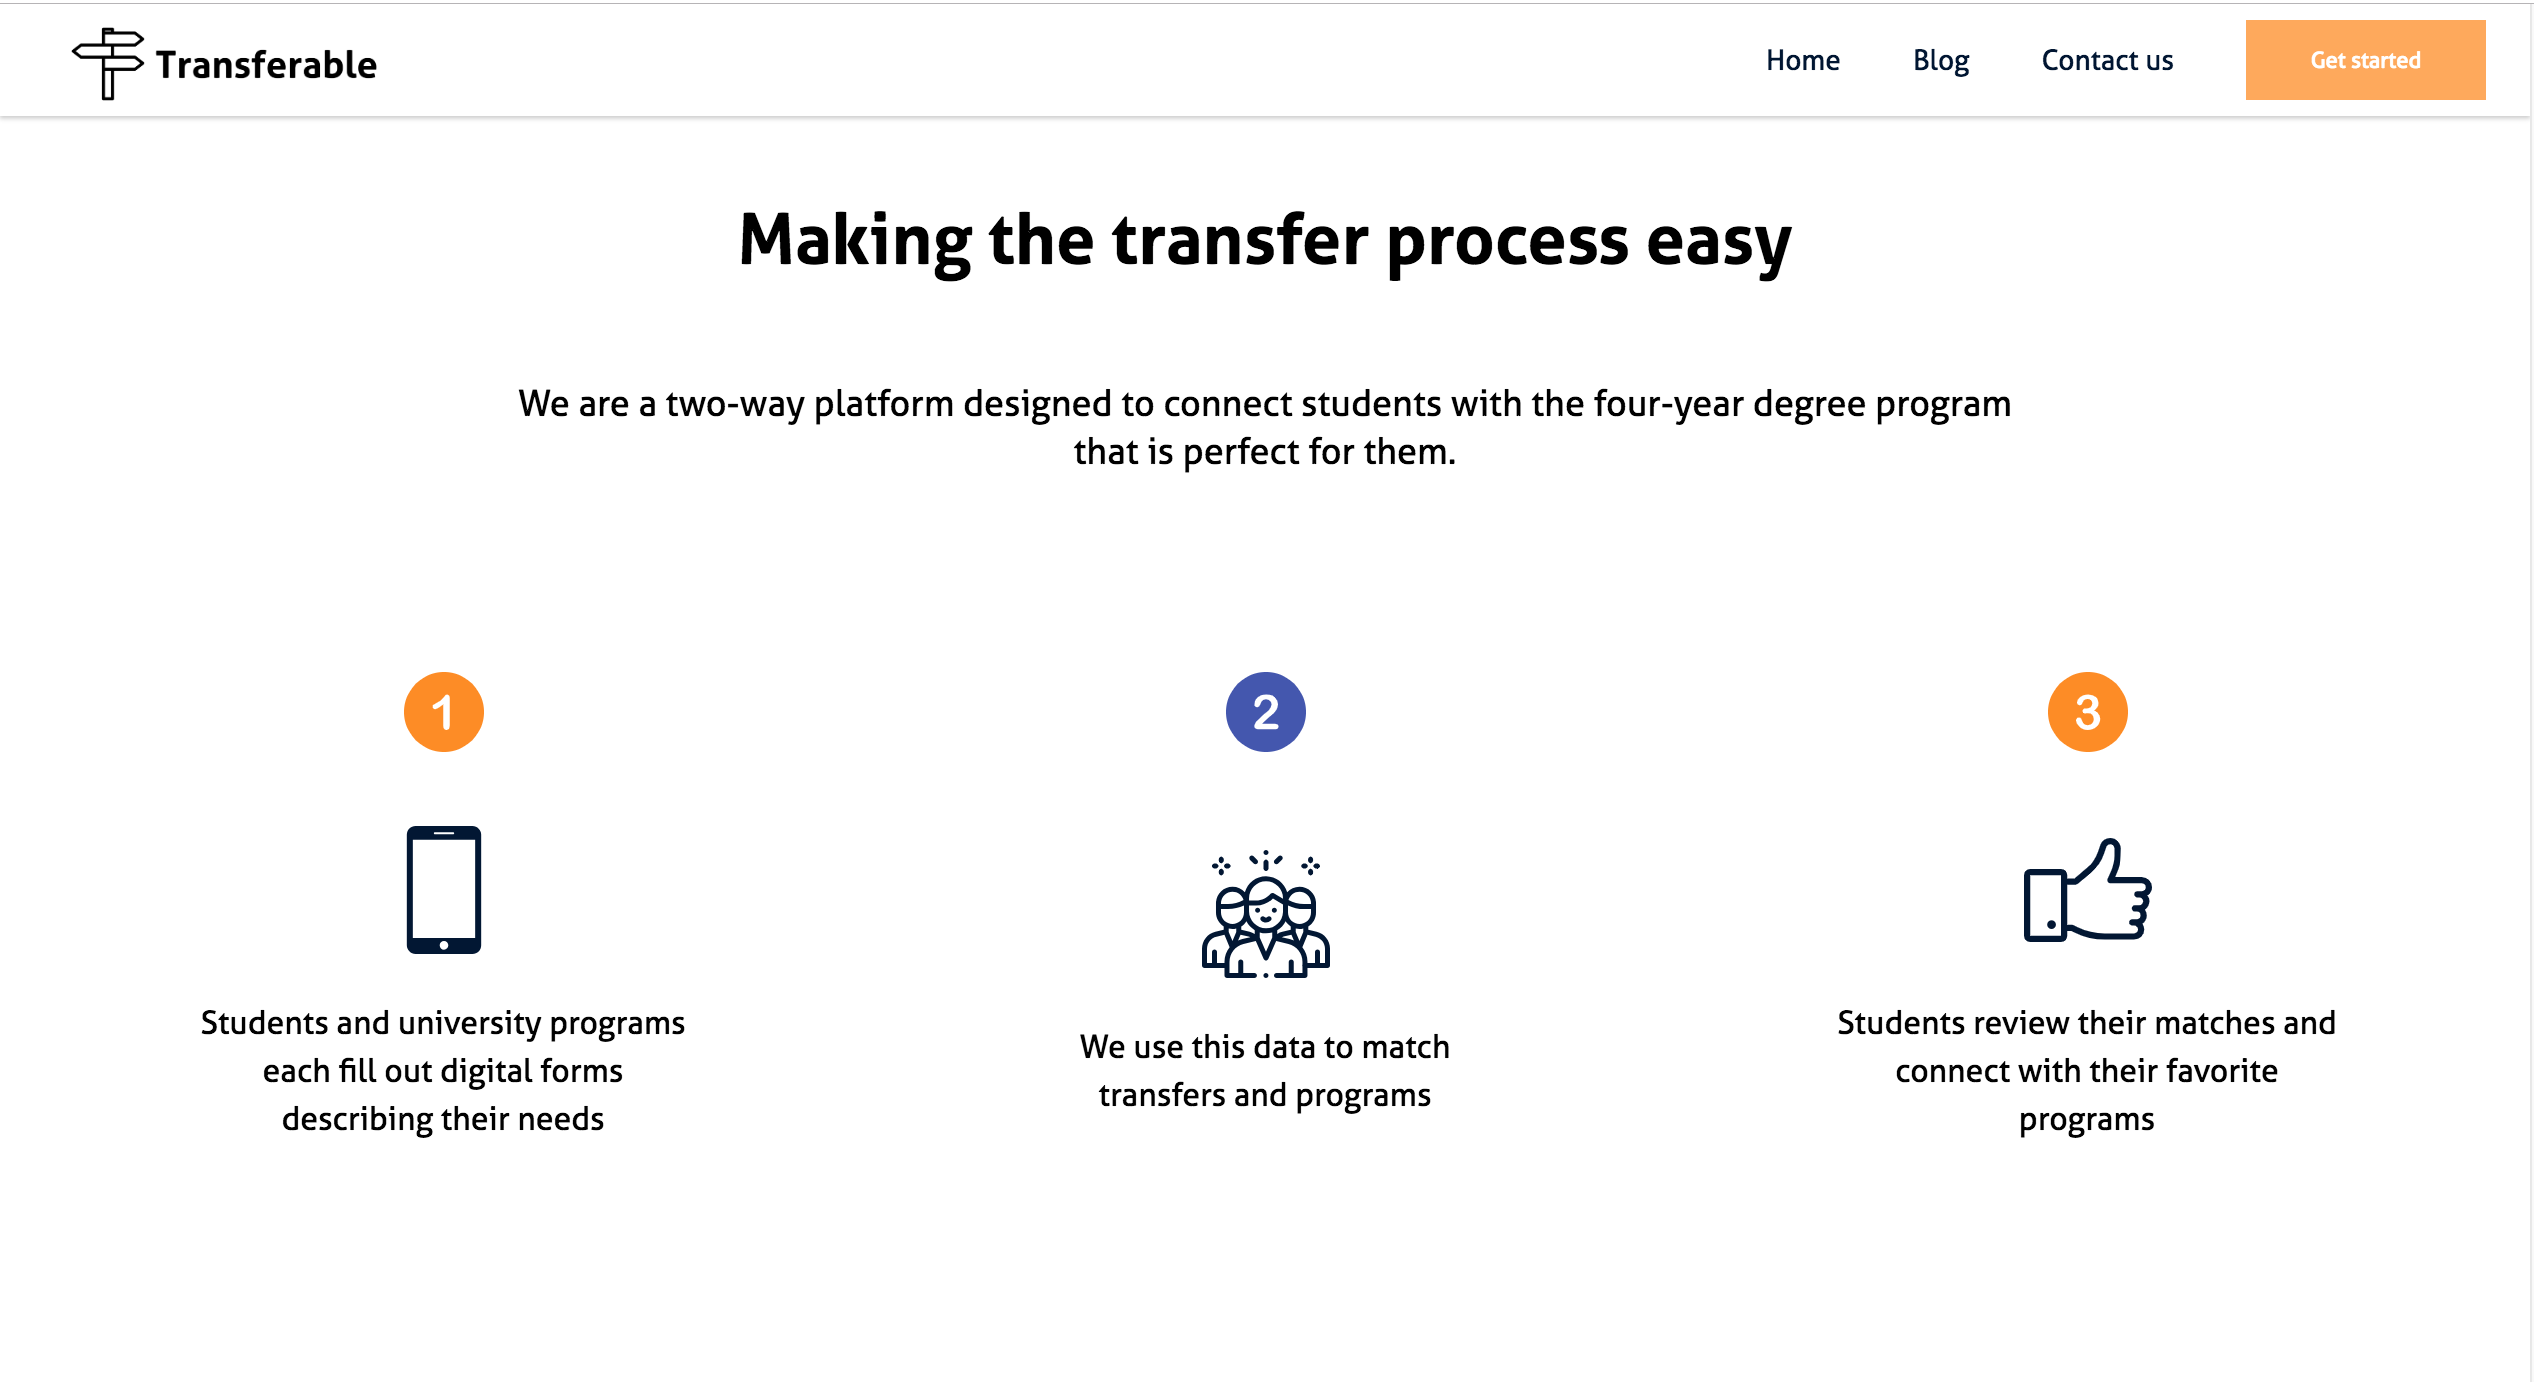 Transferable
Home
Blog
Contact us
Get started
Making the transfer process easy
We are a two-way platform designed to connect students with the four-year degree program
that is perfect for them.
1
Students and university programs
each fill out digital forms
describing their needs
2
We use this data to match
transfers and programs
3
Students review their matches and
connect with their favorite
programs